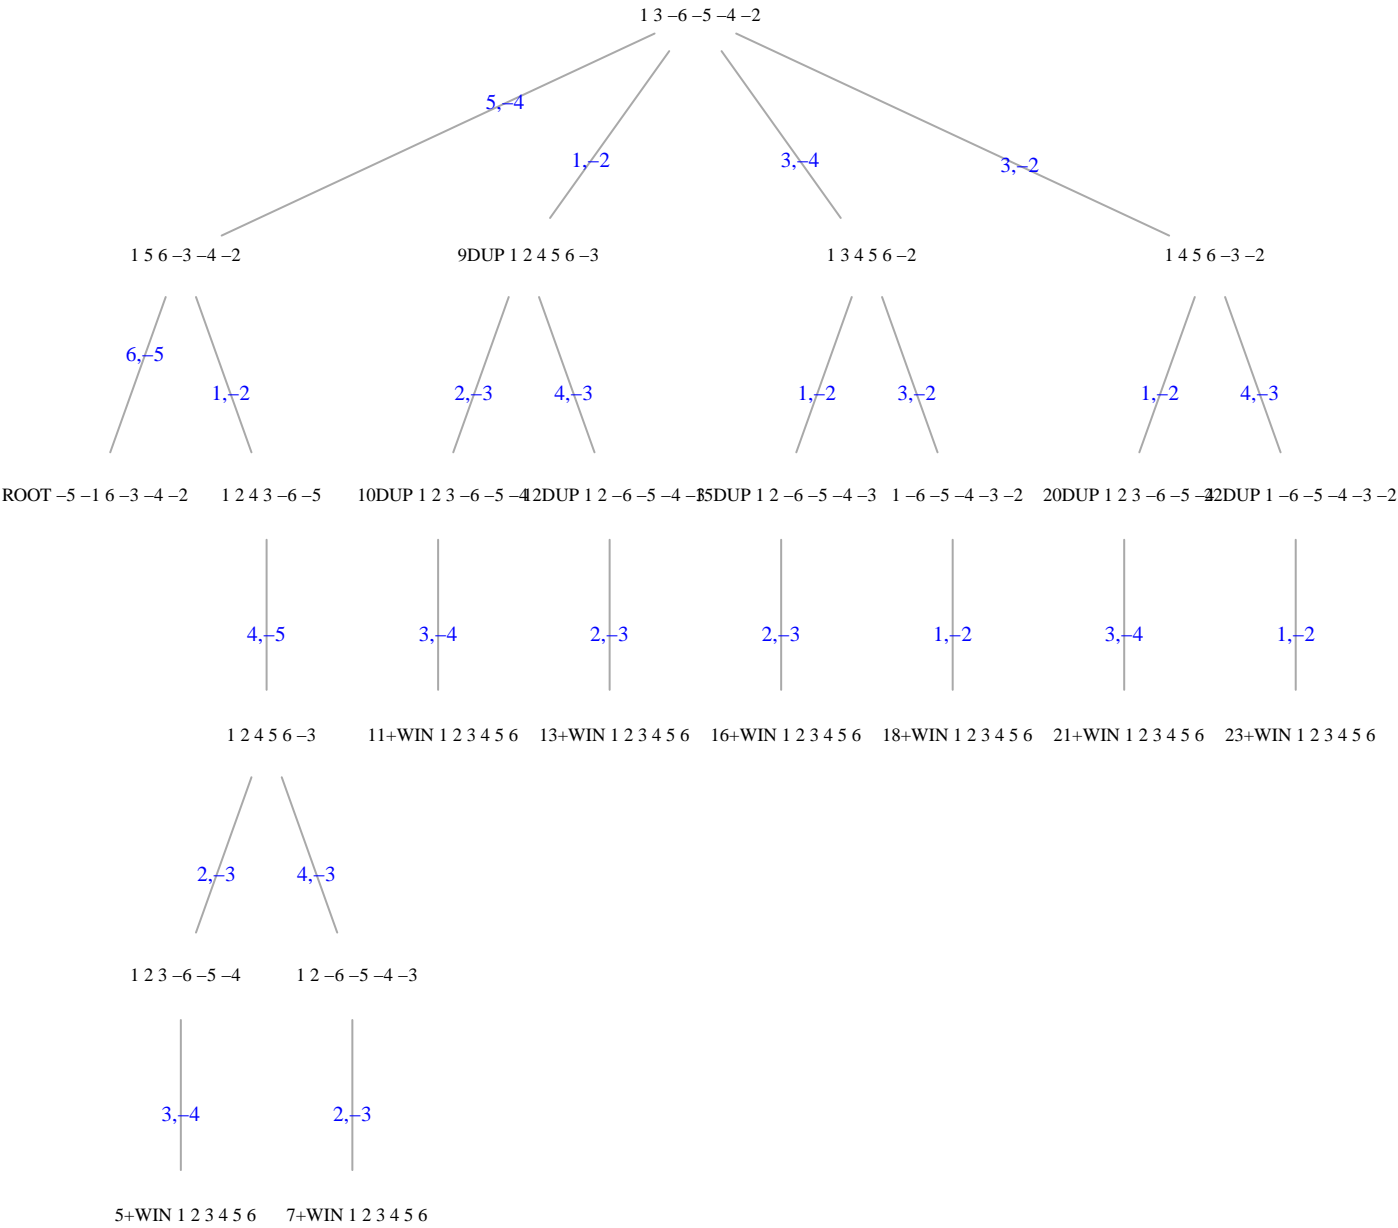 1 3 –6 –5 –4 –2
5,–4
1,–2
3,–4
3,–2
1 5 6 –3 –4 –2
9DUP 1 2 4 5 6 –3
1 3 4 5 6 –2
1 4 5 6 –3 –2
6,–5
1,–2
2,–3
4,–3
1,–2
3,–2
1,–2
4,–3
ROOT –5 –1 6 –3 –4 –2
1 2 4 3 –6 –5
10DUP 1 2 3 –6 –5 –4
12DUP 1 2 –6 –5 –4 –3
15DUP 1 2 –6 –5 –4 –3
1 –6 –5 –4 –3 –2
20DUP 1 2 3 –6 –5 –4
22DUP 1 –6 –5 –4 –3 –2
4,–5
3,–4
2,–3
2,–3
1,–2
3,–4
1,–2
1 2 4 5 6 –3
11+WIN 1 2 3 4 5 6
13+WIN 1 2 3 4 5 6
16+WIN 1 2 3 4 5 6
18+WIN 1 2 3 4 5 6
21+WIN 1 2 3 4 5 6
23+WIN 1 2 3 4 5 6
2,–3
4,–3
1 2 3 –6 –5 –4
1 2 –6 –5 –4 –3
3,–4
2,–3
5+WIN 1 2 3 4 5 6
7+WIN 1 2 3 4 5 6